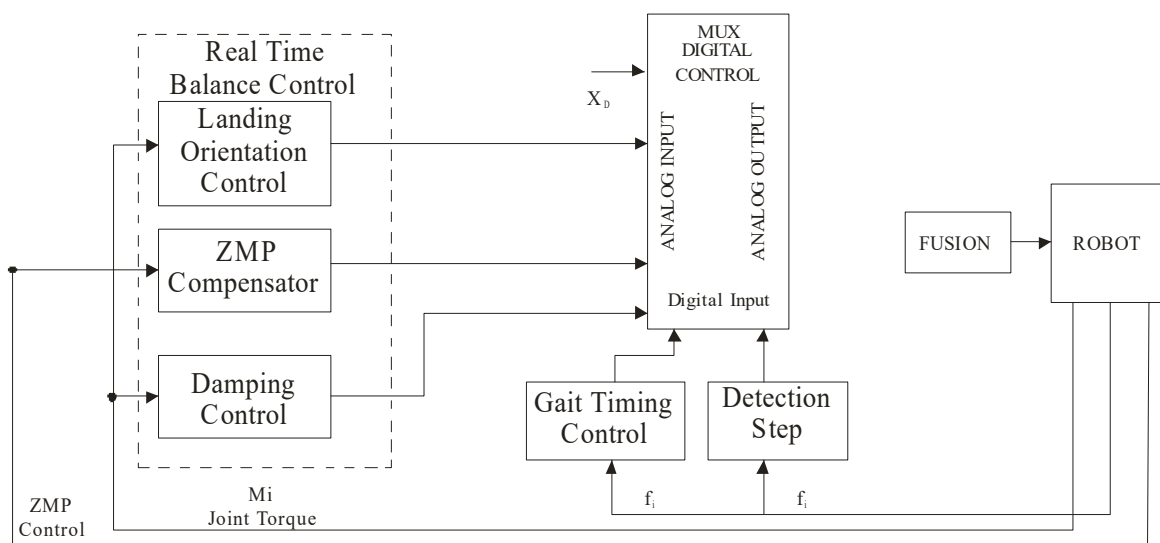 Real Time
Balance Control
Landing
Orientation
Control
ZMP
Compensator
Damping
Control
Mi
Joint Torque
ZMP
Control
X_D
MUX
DIGITAL
CONTROL
ANALOG INPUT
ANALOG OUTPUT
Digital Input
Gait Timing
Control
Detection
Step
f_i
f_i
FUSION
ROBOT